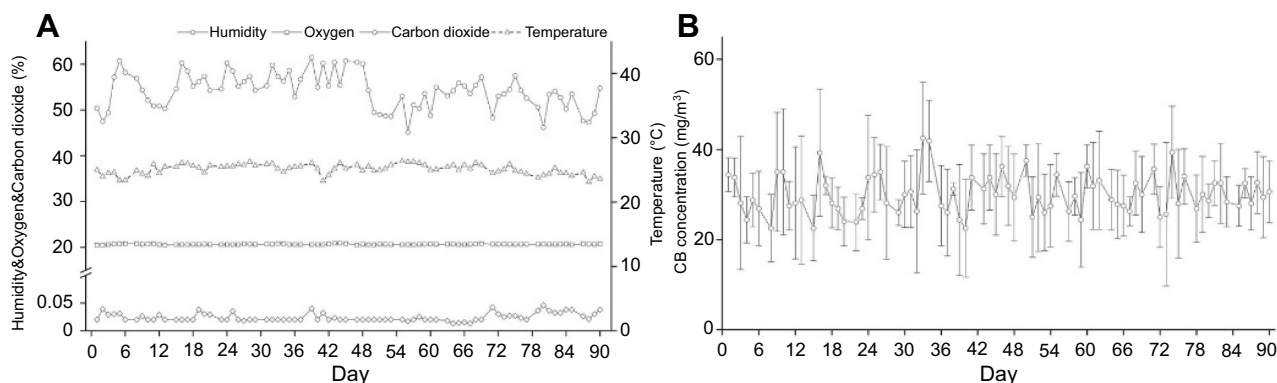 A
Humidity Oxygen Carbon dioxide Temperature
Humidity&Oxygen&Carbon dioxide (%)
60
50
40
30
20
0.05
0
Temperature (°C)
40
30
20
10
0
0 6 12 18 24 30 36 42 48 54 60 66 72 78 84 90
Day
B
CB concentration (mg/m³)
60
40
20
0
0 6 12 18 24 30 36 42 48 54 60 66 72 78 84 90
Day